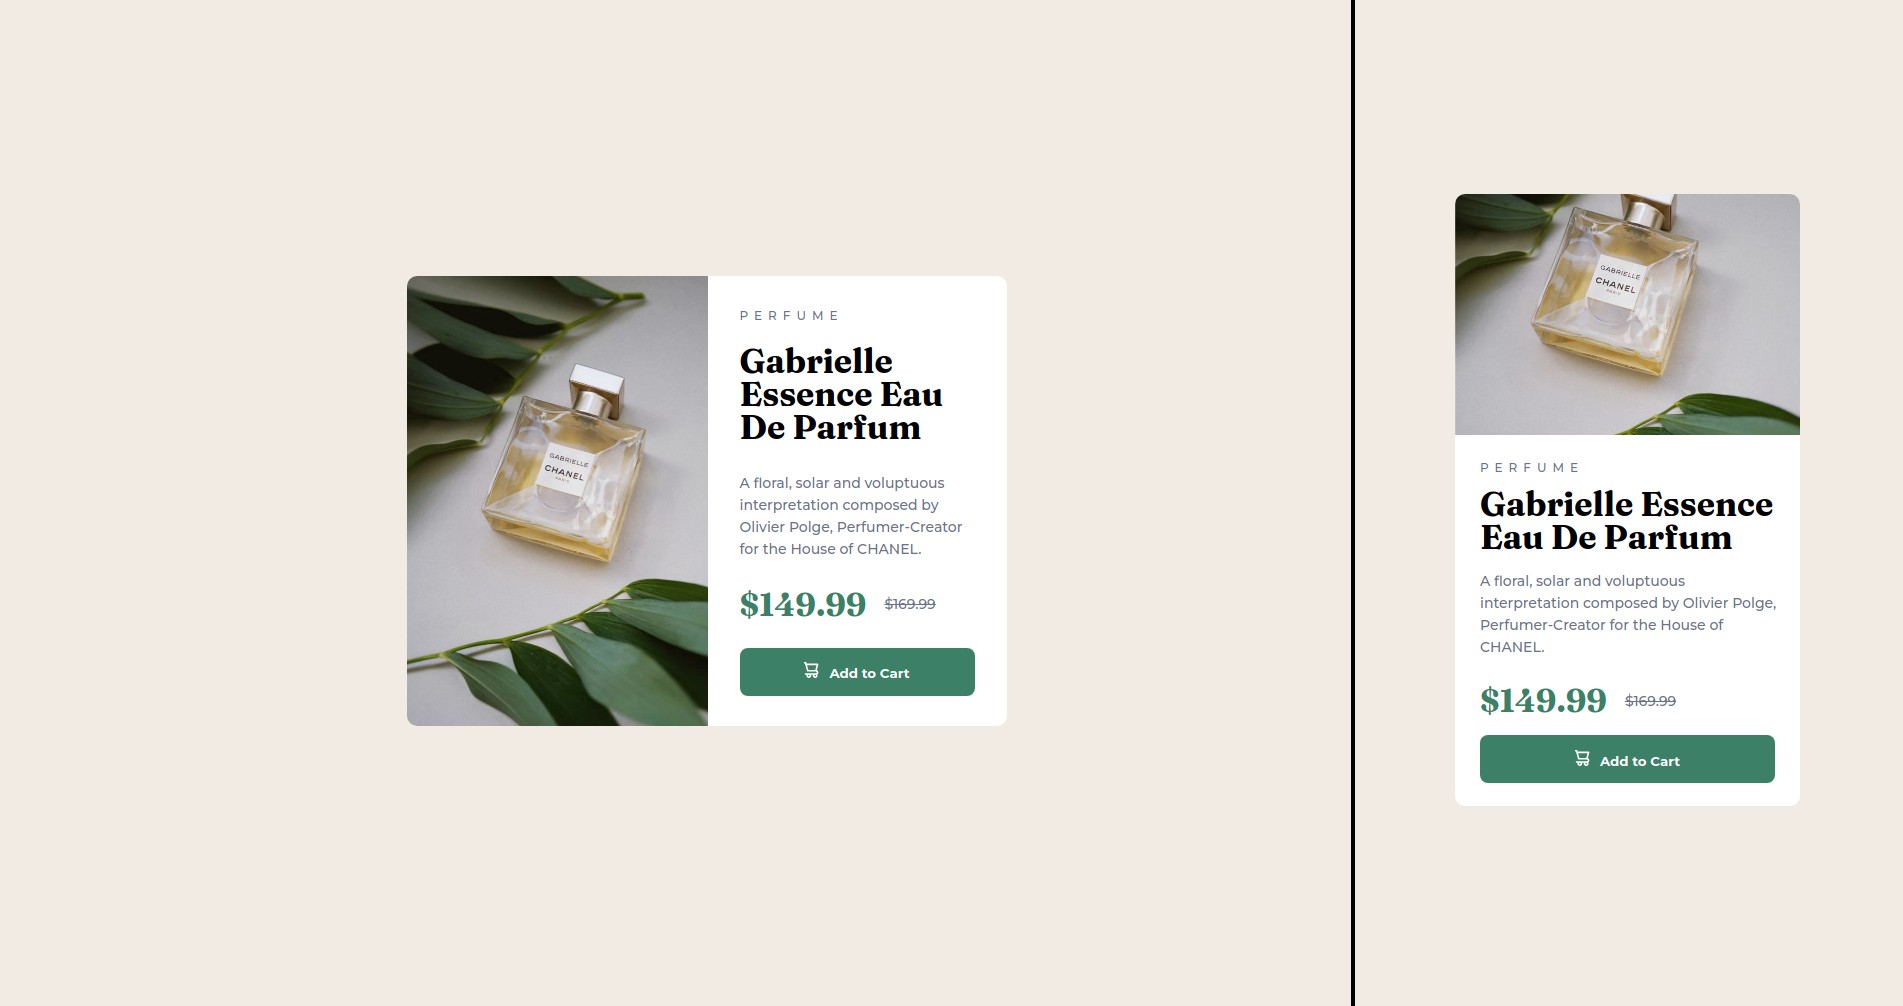 GABRIELLE
CHANEL
PARIS
PERFUME
Gabrielle
Essence Eau
De Parfum
A floral, solar and voluptuous
interpretation composed by
Olivier Polge, Perfumer-Creator
for the House of CHANEL.
$149.99 $169.99
Add to Cart
GABRIELLE
CHANEL
PARIS
PERFUME
Gabrielle Essence
Eau De Parfum
A floral, solar and voluptuous
interpretation composed by Olivier Polge,
Perfumer-Creator for the House of
CHANEL.
$149.99 $169.99
Add to Cart